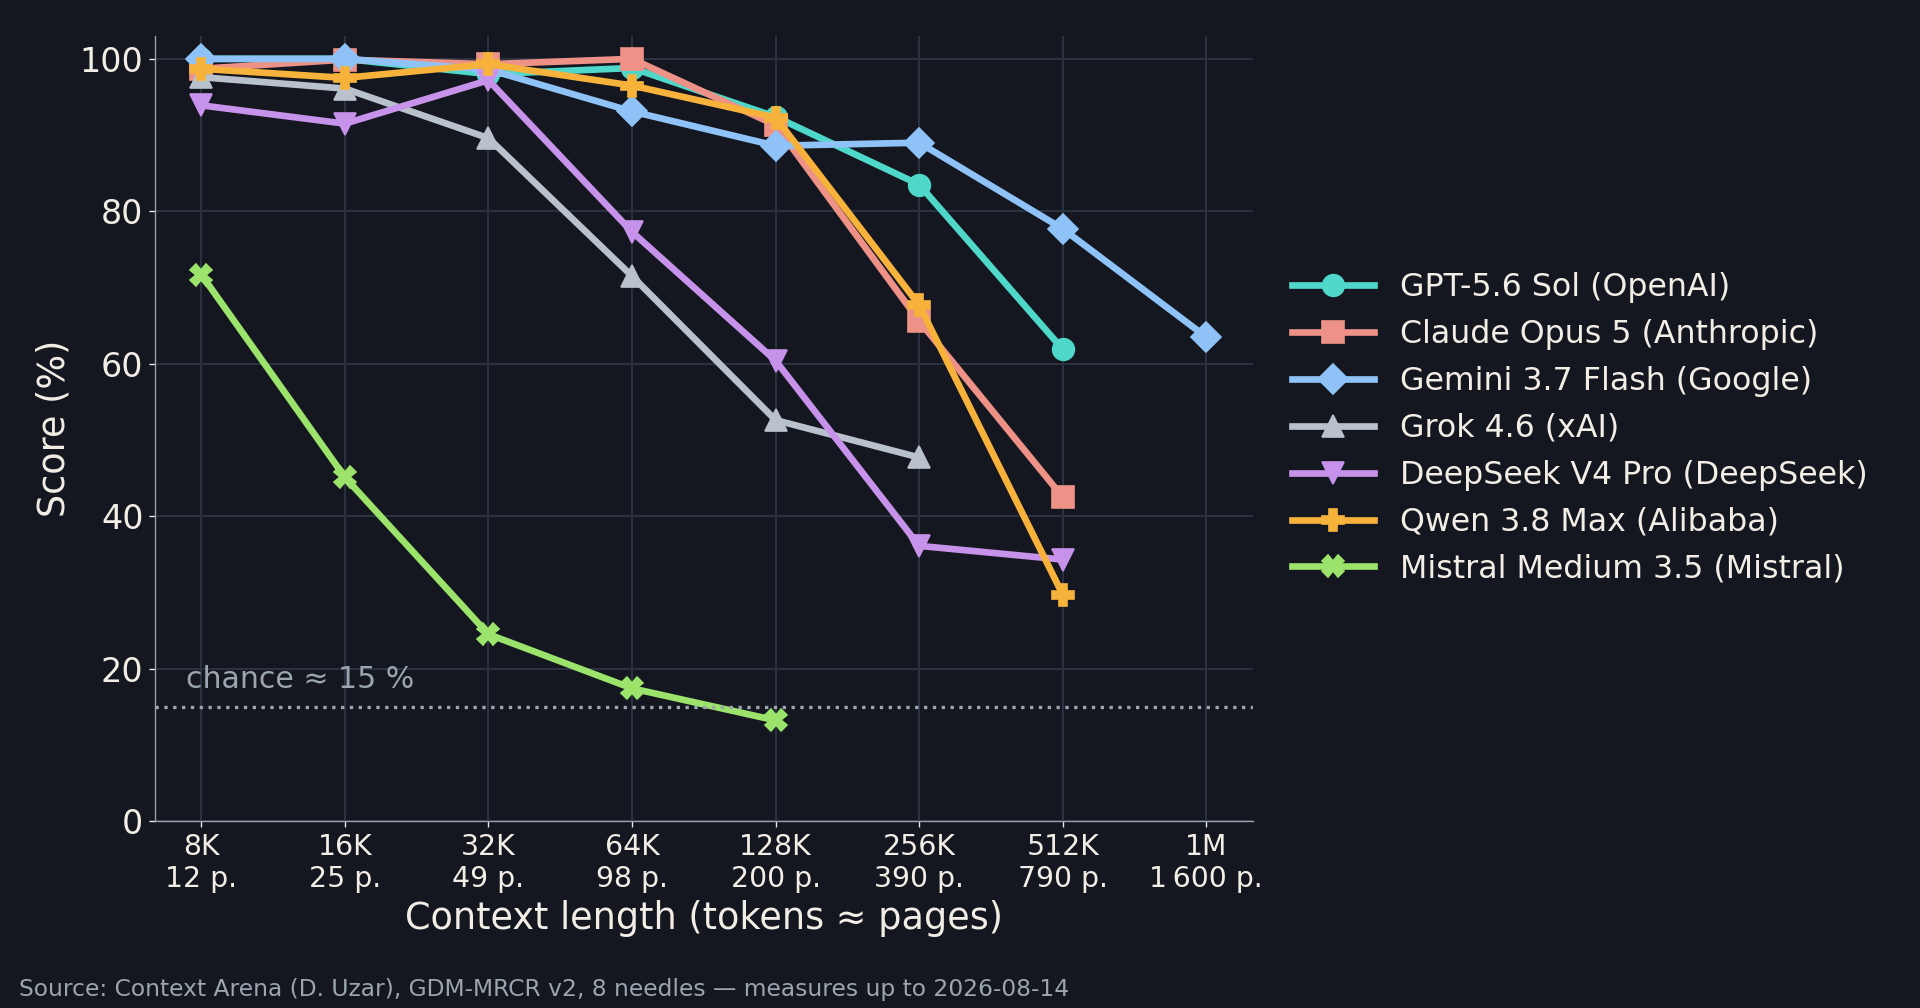 100
80
60
40
20
0
Score (%)
chance ≈ 15 %
8K 16K 32K 64K 128K 256K 512K 1M
12 p. 25 p. 49 p. 98 p. 200 p. 390 p. 790 p. 1 600 p.
Context length (tokens ≈ pages)
GPT-5.6 Sol (OpenAI)
Claude Opus 5 (Anthropic)
Gemini 3.7 Flash (Google)
Grok 4.6 (xAI)
DeepSeek V4 Pro (DeepSeek)
Qwen 3.8 Max (Alibaba)
Mistral Medium 3.5 (Mistral)
Source: Context Arena (D. Uzar), GDM-MRCR v2, 8 needles — measures up to 2026-08-14